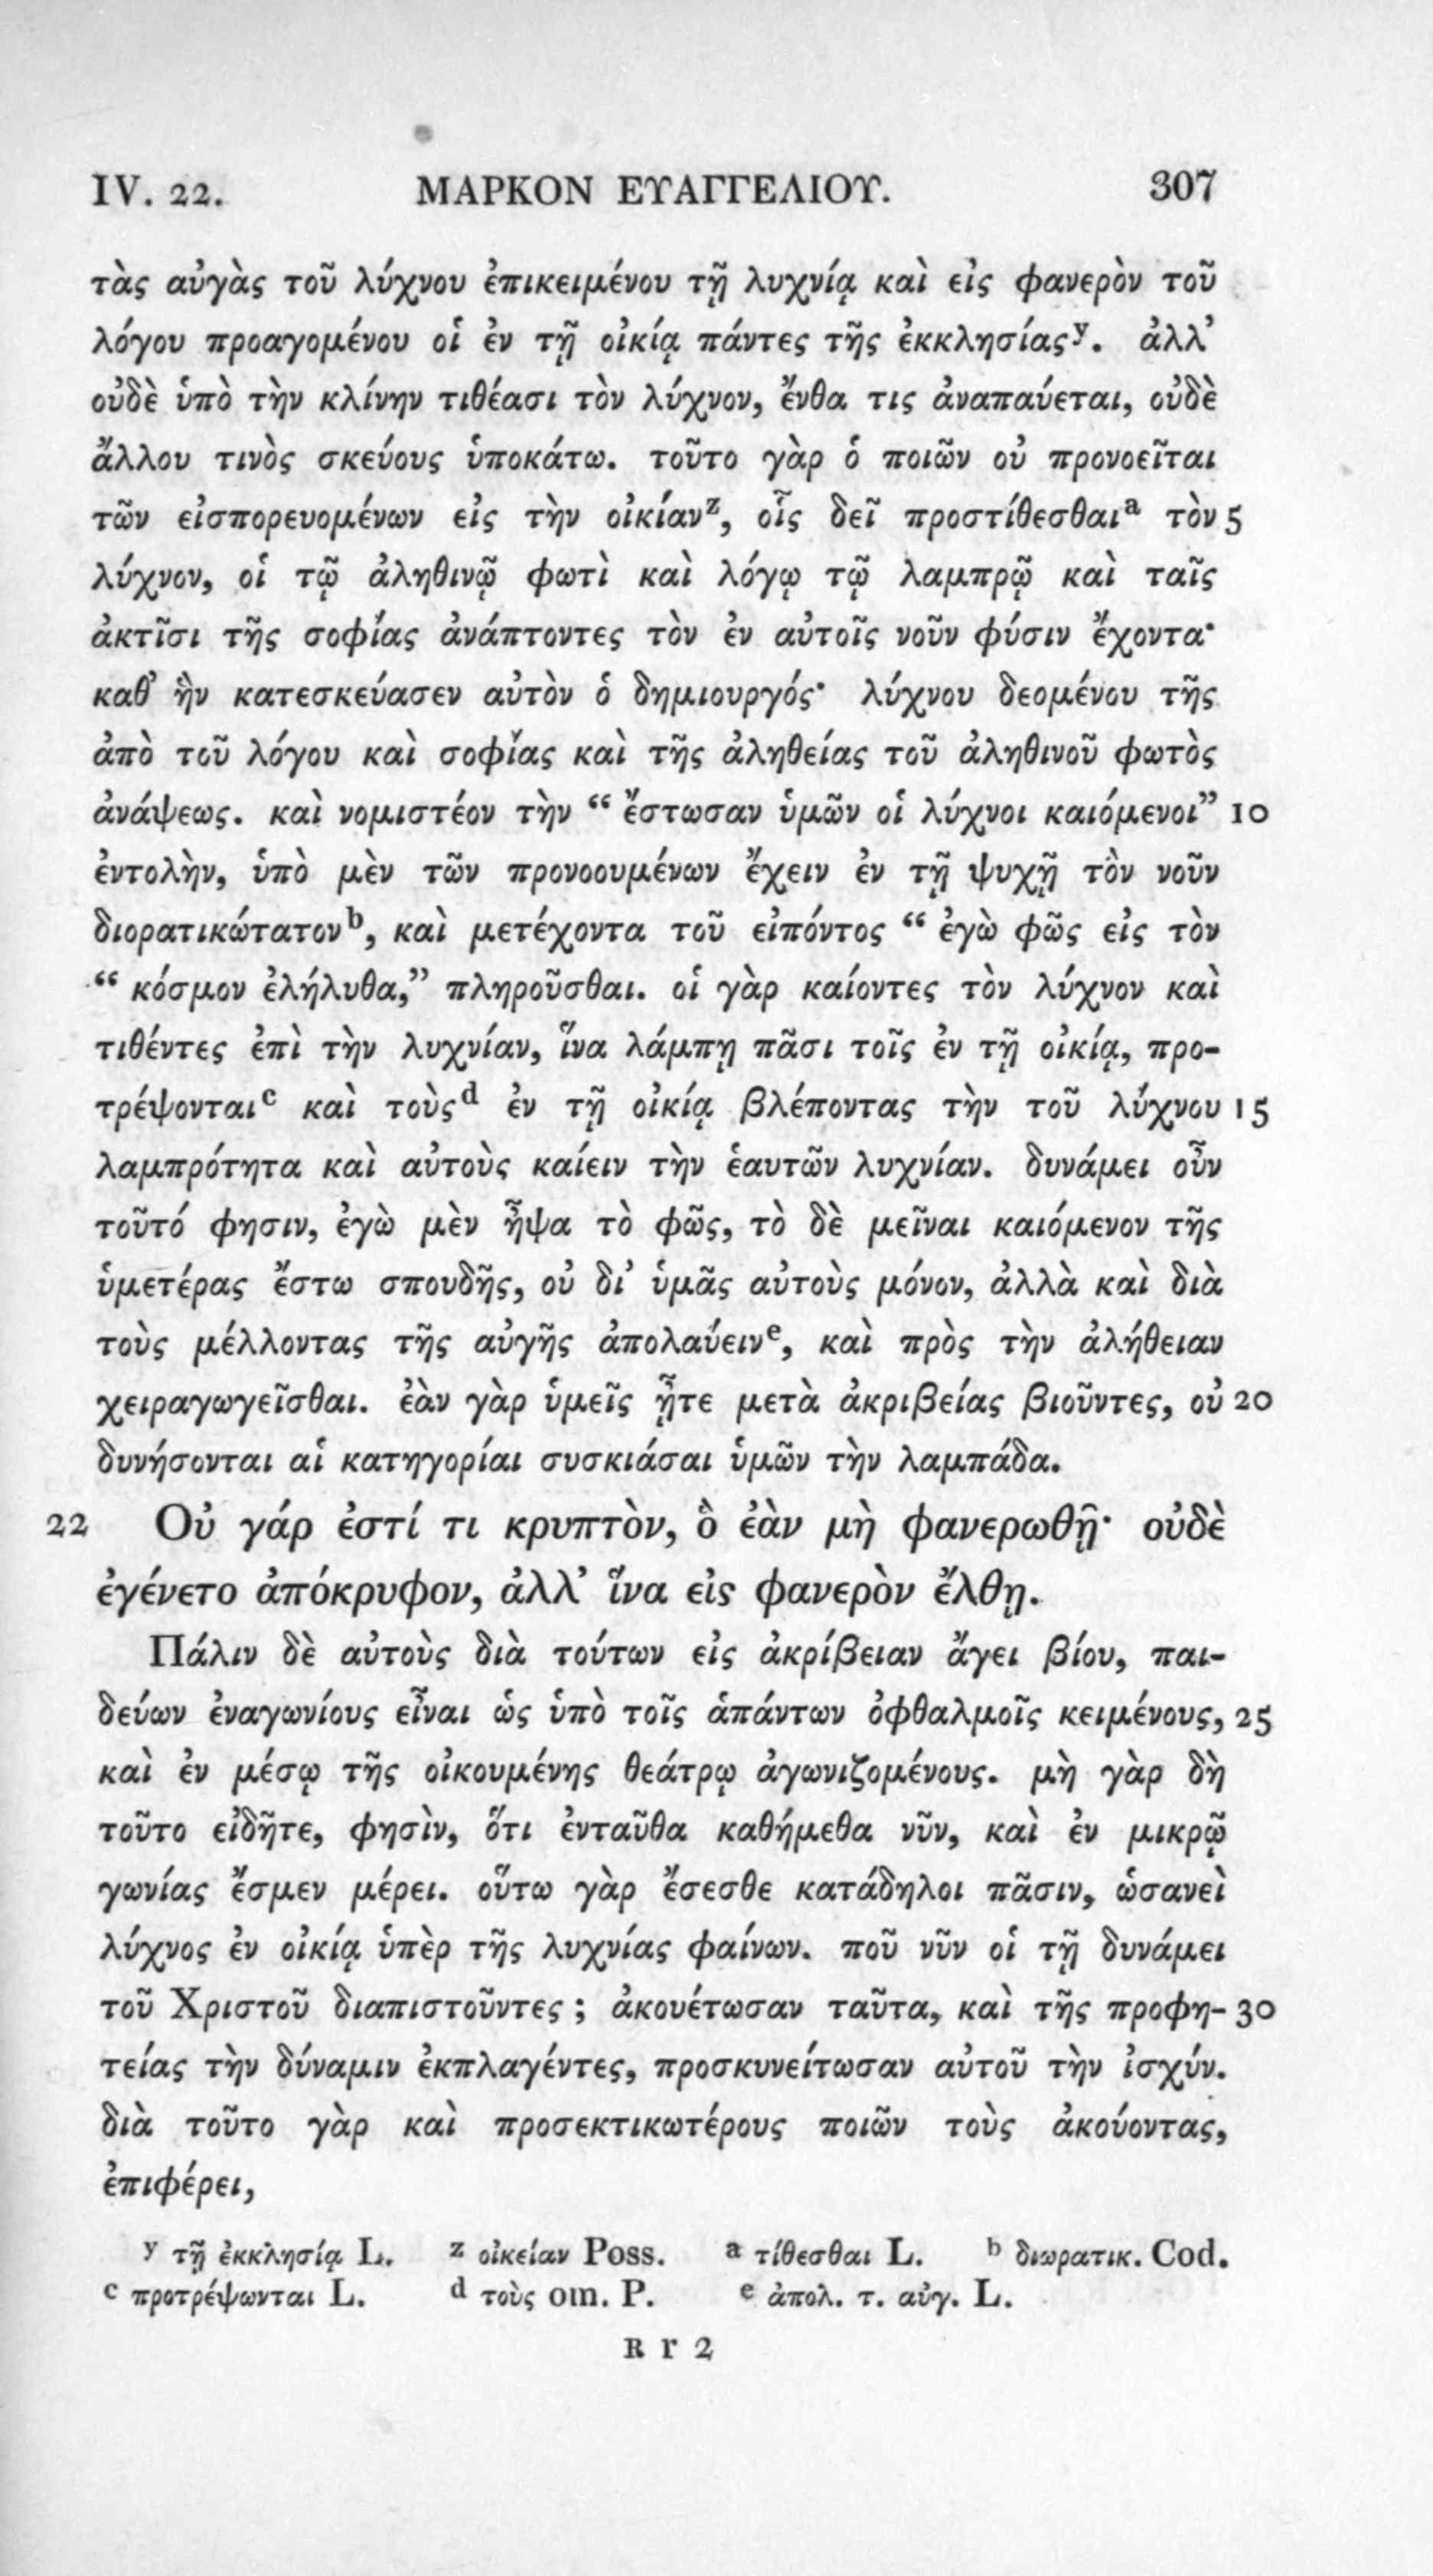 IV. 22. ΜΑΡΚΟΝ ΕΥΑΓΓΕΛΙΟΥ. 307
τὰς αὐγὰς τοῦ λύχνου ἐπικειμένου τῇ λυχνίᾳ καὶ εἰς φανερὸν τοῦ
λόγου προαγομένου οἱ ἐν τῇ οἰκίᾳ πάντες τῆς ἐκκλησίας ʸ. ἀλλ’
οὐδὲ ὑπὸ τὴν κλίνην τιθέασι τὸν λύχνον, ἔνθα τις ἀναπαύεται, οὐδὲ
ἄλλου τινὸς σκεύους ὑποκάτω. τοῦτο γὰρ ὁ ποιῶν οὐ προνοεῖται
τῶν εἰσπορευομένων εἰς τὴν οἰκίαν ᶻ, οἷς δεῖ προστίθεσθαι ᵃ τὸν 5
λύχνον, οἱ τῷ ἀληθινῷ φωτὶ καὶ λόγῳ τῷ λαμπρῷ καὶ ταῖς
ἀκτῖσι τῆς σοφίας ἀνάπτοντες τὸν ἐν αὐτοῖς νοῦν φύσιν ἔχοντα·
καθ’ ἣν κατεσκεύασεν αὐτὸν ὁ δημιουργός· λύχνου δεομένου τῆς
ἀπὸ τοῦ λόγου καὶ σοφίας καὶ τῆς ἀληθείας τοῦ ἀληθινοῦ φωτὸς
ἀνάψεως. καὶ νομιστέον τὴν “ ἔστωσαν ὑμῶν οἱ λύχνοι καιόμενοι” 10
ἐντολὴν, ὑπὸ μὲν τῶν προνοουμένων ἔχειν ἐν τῇ ψυχῇ τὸν νοῦν
διορατικώτατον ᵇ, καὶ μετέχοντα τοῦ εἰπόντος “ ἐγὼ φῶς εἰς τὸν
“ κόσμον ἐλήλυθα,” πληροῦσθαι. οἱ γὰρ καίοντες τὸν λύχνον καὶ
τιθέντες ἐπὶ τὴν λυχνίαν, ἵνα λάμπῃ πᾶσι τοῖς ἐν τῇ οἰκίᾳ, προ-
τρέψονται ᶜ καὶ τοὺς ᵈ ἐν τῇ οἰκίᾳ βλέποντας τὴν τοῦ λύχνου 15
λαμπρότητα καὶ αὐτοὺς καίειν τὴν ἑαυτῶν λυχνίαν. δυνάμει οὖν
τοῦτό φησιν, ἐγὼ μὲν ἧψα τὸ φῶς, τὸ δὲ μεῖναι καιόμενον τῆς
ὑμετέρας ἔστω σπουδῆς, οὐ δι’ ὑμᾶς αὐτοὺς μόνον, ἀλλὰ καὶ διὰ
τοὺς μέλλοντας τῆς αὐγῆς ἀπολαύειν ᵉ, καὶ πρὸς τὴν ἀλήθειαν
χειραγωγεῖσθαι. ἐὰν γὰρ ὑμεῖς ἦτε μετὰ ἀκριβείας βιοῦντες, οὐ 20
δυνήσονται αἱ κατηγορίαι συσκιάσαι ὑμῶν τὴν λαμπάδα.
22 Οὐ γάρ ἐστί τι κρυπτὸν, ὃ ἐὰν μὴ φανερωθῇ· οὐδὲ
ἐγένετο ἀπόκρυφον, ἀλλ’ ἵνα εἰς φανερὸν ἔλθῃ.
Πάλιν δὲ αὐτοὺς διὰ τούτων εἰς ἀκρίβειαν ἄγει βίου, παι-
δεύων ἐναγωνίους εἶναι ὡς ὑπὸ τοῖς ἁπάντων ὀφθαλμοῖς κειμένους, 25
καὶ ἐν μέσῳ τῆς οἰκουμένης θεάτρῳ ἀγωνιζομένους. μὴ γὰρ δὴ
τοῦτο εἰδῆτε, φησὶν, ὅτι ἐνταῦθα καθήμεθα νῦν, καὶ ἐν μικρῷ
γωνίας ἔσμεν μέρει. οὕτω γὰρ ἔσεσθε κατάδηλοι πᾶσιν, ὡσανεὶ
λύχνος ἐν οἰκίᾳ ὑπὲρ τῆς λυχνίας φαίνων. ποῦ νῦν οἱ τῇ δυνάμει
τοῦ Χριστοῦ διαπιστοῦντες ; ἀκουέτωσαν ταῦτα, καὶ τῆς προφη- 30
τείας τὴν δύναμιν ἐκπλαγέντες, προσκυνείτωσαν αὐτοῦ τὴν ἰσχύν.
διὰ τοῦτο γὰρ καὶ προσεκτικωτέρους ποιῶν τοὺς ἀκούοντας,
ἐπιφέρει,
ʸ τῇ ἐκκλησίᾳ L. ᶻ οἰκείαν Poss. ᵃ τίθεσθαι L. ᵇ διωρατικ. Cod.
ᶜ προτρέψωνται L. ᵈ τοὺς om. P. ᵉ ἀπολ. τ. αὐγ. L.
R r 2